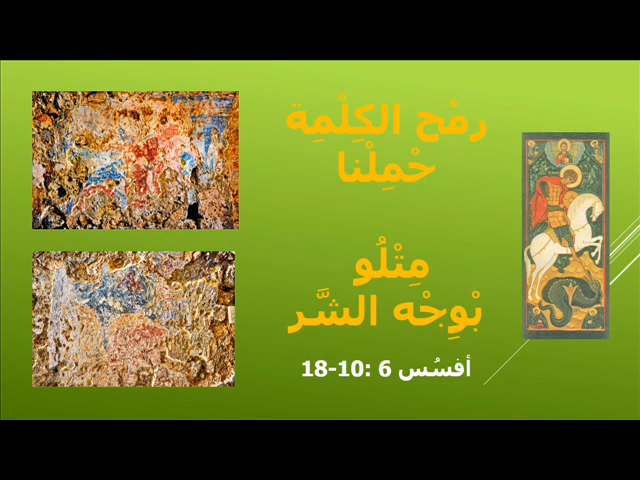 رمْح الكِلْمِة
حْمِلْنا
مِتْلُو
بْوِجْه الشَّر
أفسُس 6 :10-18